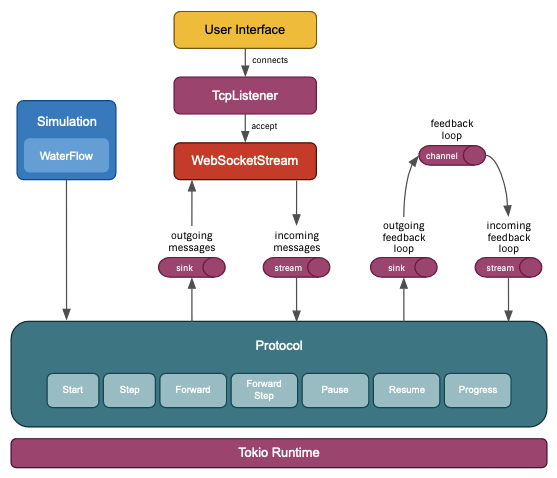 User Interface
connects
TcpListener
accept
WebSocketStream
Simulation
WaterFlow
feedback
loop
channel
outgoing
messages
sink
incoming
messages
stream
outgoing
feedback
loop
sink
incoming
feedback
loop
stream
Protocol
Start
Step
Forward
Forward
Step
Pause
Resume
Progress
Tokio Runtime